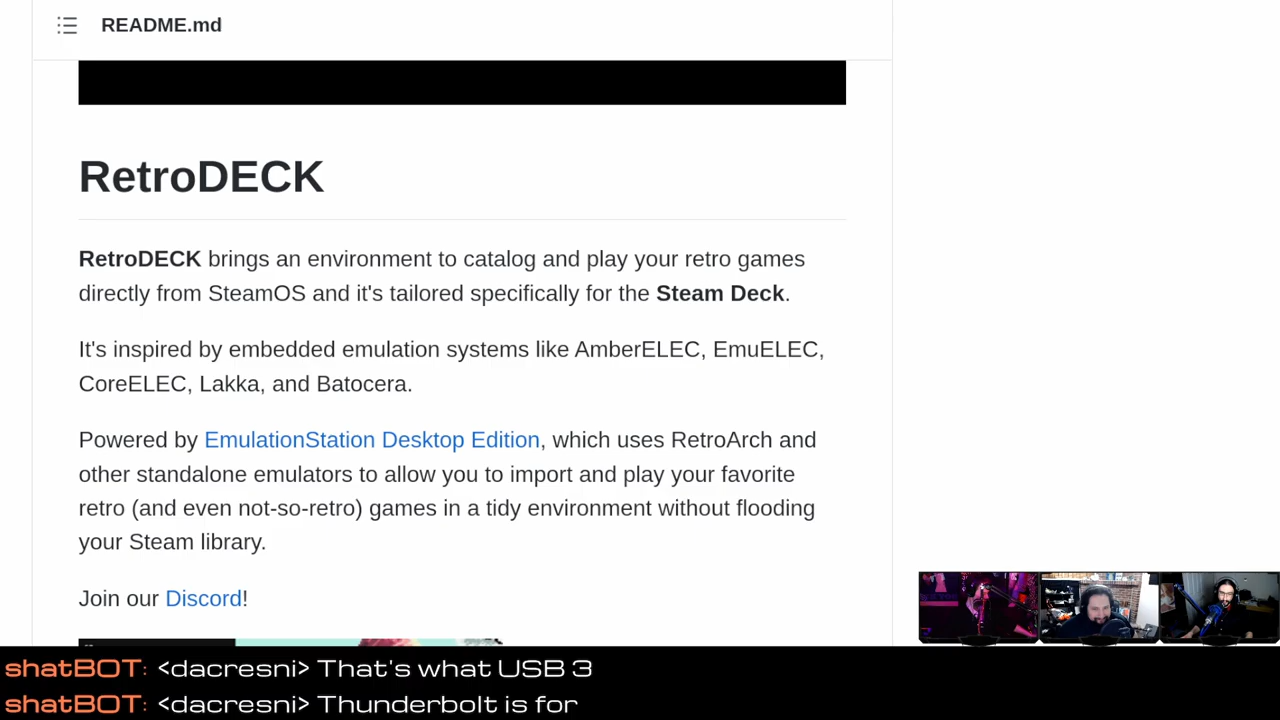 README.md
RetroDECK
RetroDECK brings an environment to catalog and play your retro games
directly from SteamOS and it's tailored specifically for the Steam Deck.
It's inspired by embedded emulation systems like AmberELEC, EmuELEC,
CoreELEC, Lakka, and Batocera.
Powered by EmulationStation Desktop Edition, which uses RetroArch and
other standalone emulators to allow you to import and play your favorite
retro (and even not-so-retro) games in a tidy environment without flooding
your Steam library.
Join our Discord!
shatBOT: <dacresni> That's what USB 3
shatBOT: <dacresni> Thunderbolt is for